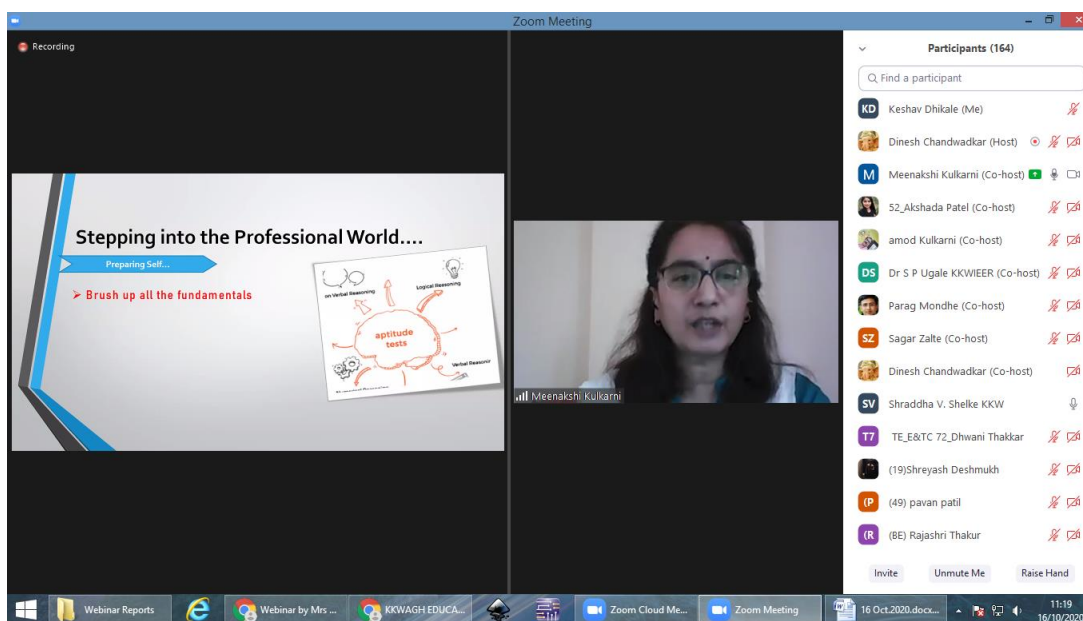 Zoom Meeting
Recording
Stepping into the Professional World....
Preparing Self...
➢ Brush up all the fundamentals
on Verbal Reasoning
Logical Reasoning
aptitude
tests
Verbal Reasonir
Meenakshi Kulkarni
Participants (164)
Find a participant
KD Keshav Dhikale (Me)
Dinesh Chandwadkar (Host)
M Meenakshi Kulkarni (Co-host)
52_Akshada Patel (Co-host)
amod Kulkarni (Co-host)
DS Dr S P Ugale KKWIEER (Co-host)
Parag Mondhe (Co-host)
SZ Sagar Zalte (Co-host)
Dinesh Chandwadkar (Co-host)
SV Shraddha V. Shelke KKW
T7 TE_E&TC 72_Dhwani Thakkar
(19)Shreyash Deshmukh
(P (49) pavan patil
(R (BE) Rajashri Thakur
Invite Unmute Me Raise Hand
Webinar Reports Webinar by Mrs ... KKWAGH EDUCA... Zoom Cloud Me... Zoom Meeting 16 Oct.2020.docx... 11:19
16/10/2020